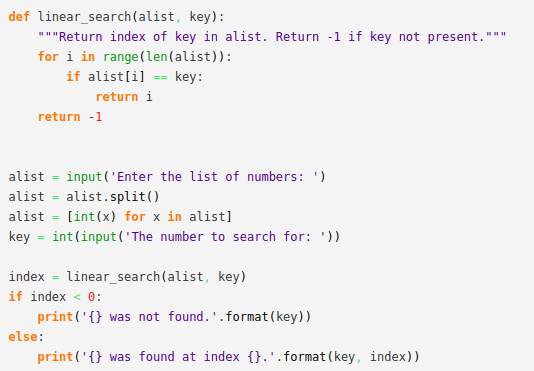 def linear_search(alist, key):
    """Return index of key in alist. Return -1 if key not present."""
    for i in range(len(alist)):
        if alist[i] == key:
            return i
    return -1


alist = input('Enter the list of numbers: ')
alist = alist.split()
alist = [int(x) for x in alist]
key = int(input('The number to search for: '))

index = linear_search(alist, key)
if index < 0:
    print('{} was not found.'.format(key))
else:
    print('{} was found at index {}.'.format(key, index))